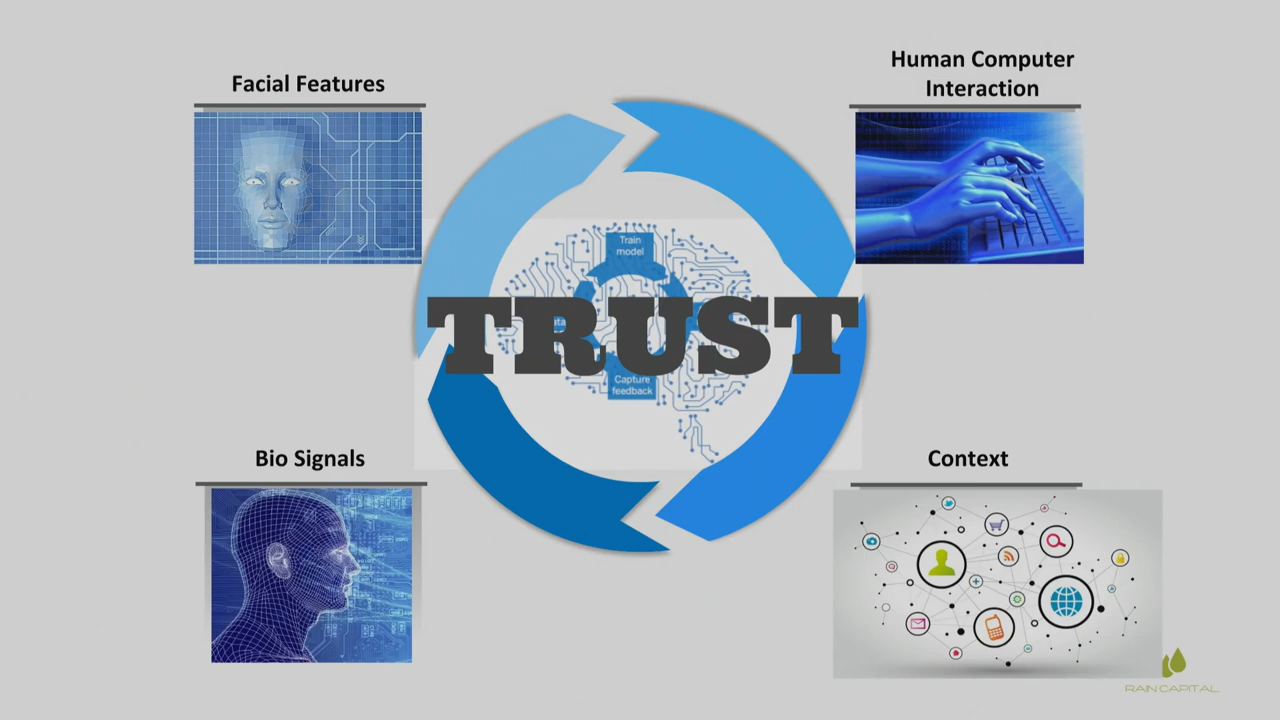 Facial Features
Human Computer
Interaction
Train
model
TRUST
Capture
feedback
Bio Signals
Context
RAIN CAPITAL